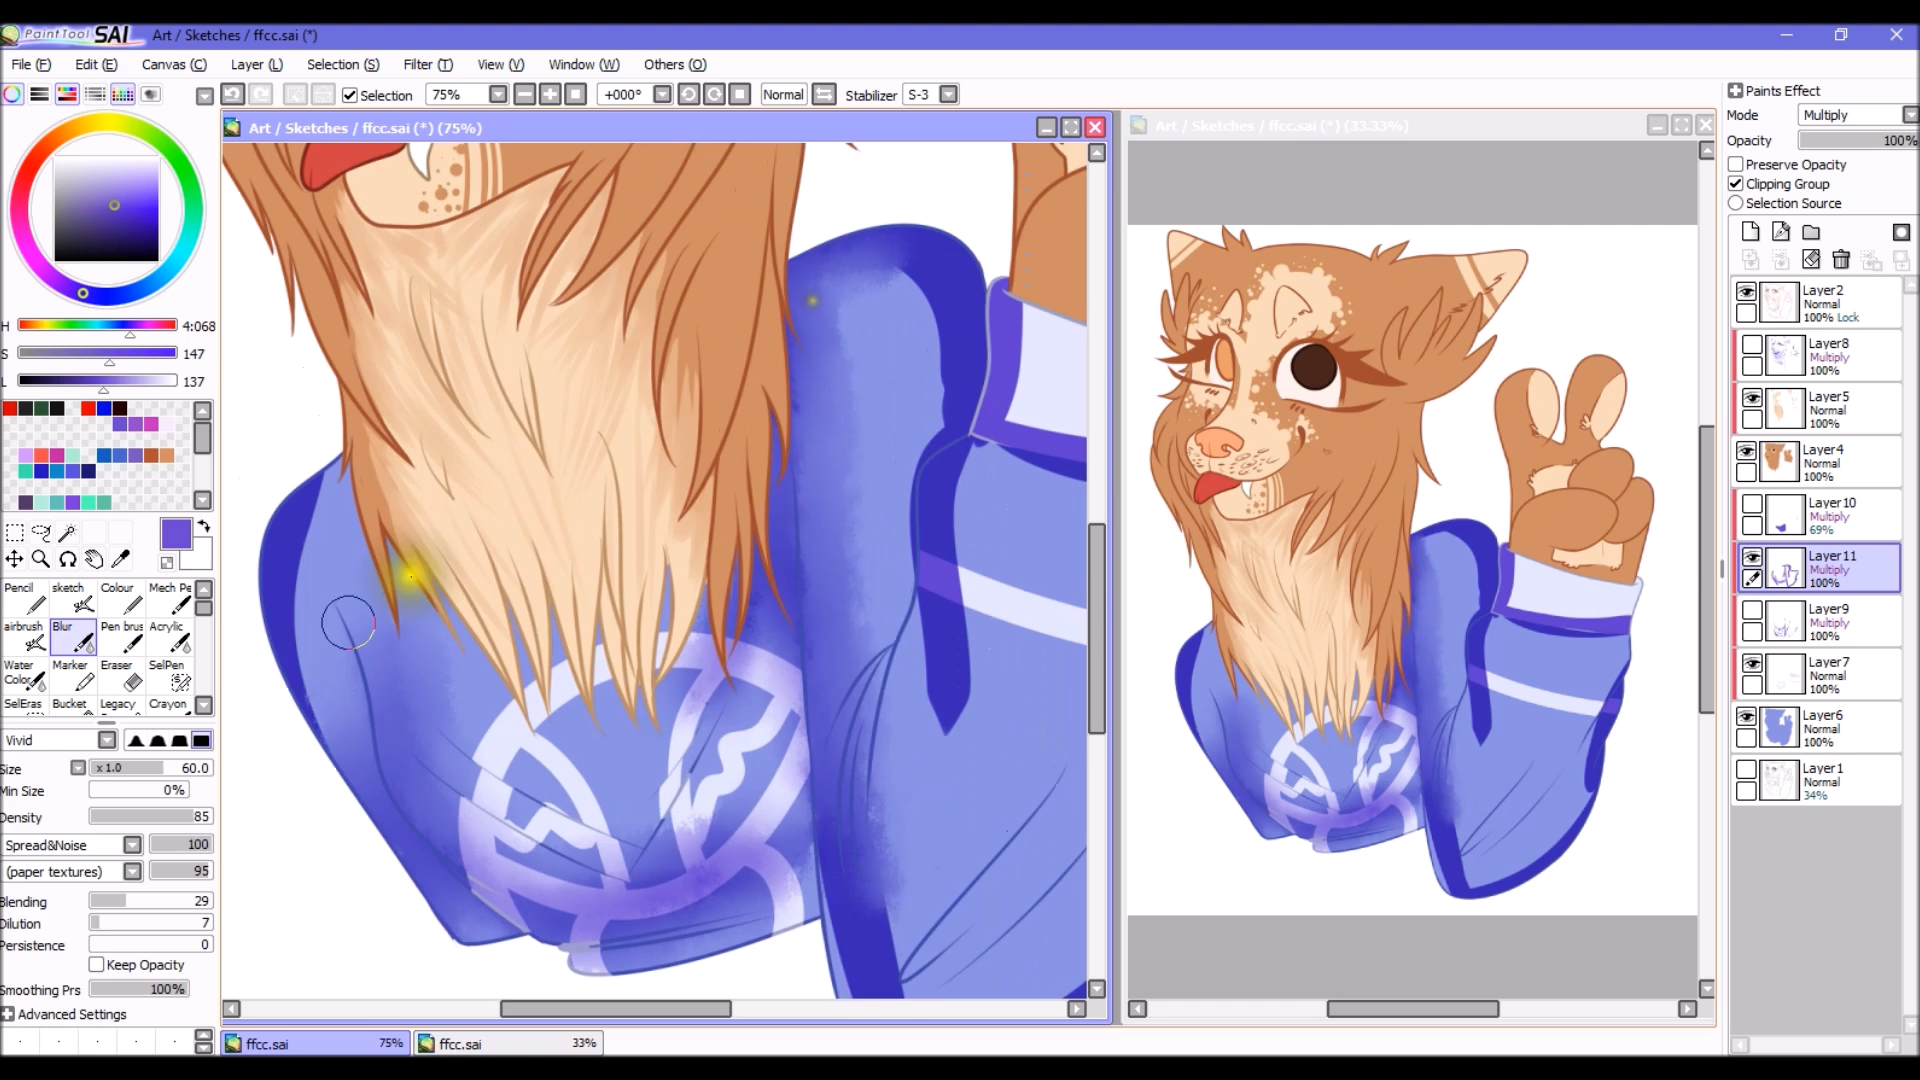 PaintTool SAI Art / Sketches / ffcc.sai (*)
File (F) Edit (E) Canvas (C) Layer (L) Selection (S) Filter (T) View (V) Window (W) Others (O)
Selection 75% +000° Normal Stabilizer S-3
Art / Sketches / ffcc.sai (*) (75%)
Art / Sketches / ffcc.sai (*) (33.33%)
H 4:068
S 147
L 137
Pencil sketch Colour Mech Pe
airbrush Blur Pen brus Acrylic
Water Color Marker Eraser SelPen
SelEras Bucket Legacy Crayon
Vivid
Size x 1.0 60.0
Min Size 0%
Density 85
Spread&Noise 100
(paper textures) 95
Blending 29
Dilution 7
Persistence 0
Keep Opacity
Smoothing Prs 100%
Advanced Settings
ffcc.sai 75%
ffcc.sai 33%
Paints Effect
Mode Multiply
Opacity 100%
Preserve Opacity
Clipping Group
Selection Source
Layer2
Normal
100% Lock
Layer8
Multiply
100%
Layer5
Normal
100%
Layer4
Normal
100%
Layer10
Multiply
69%
Layer11
Multiply
100%
Layer9
Multiply
100%
Layer7
Normal
100%
Layer6
Normal
100%
Layer1
Normal
34%